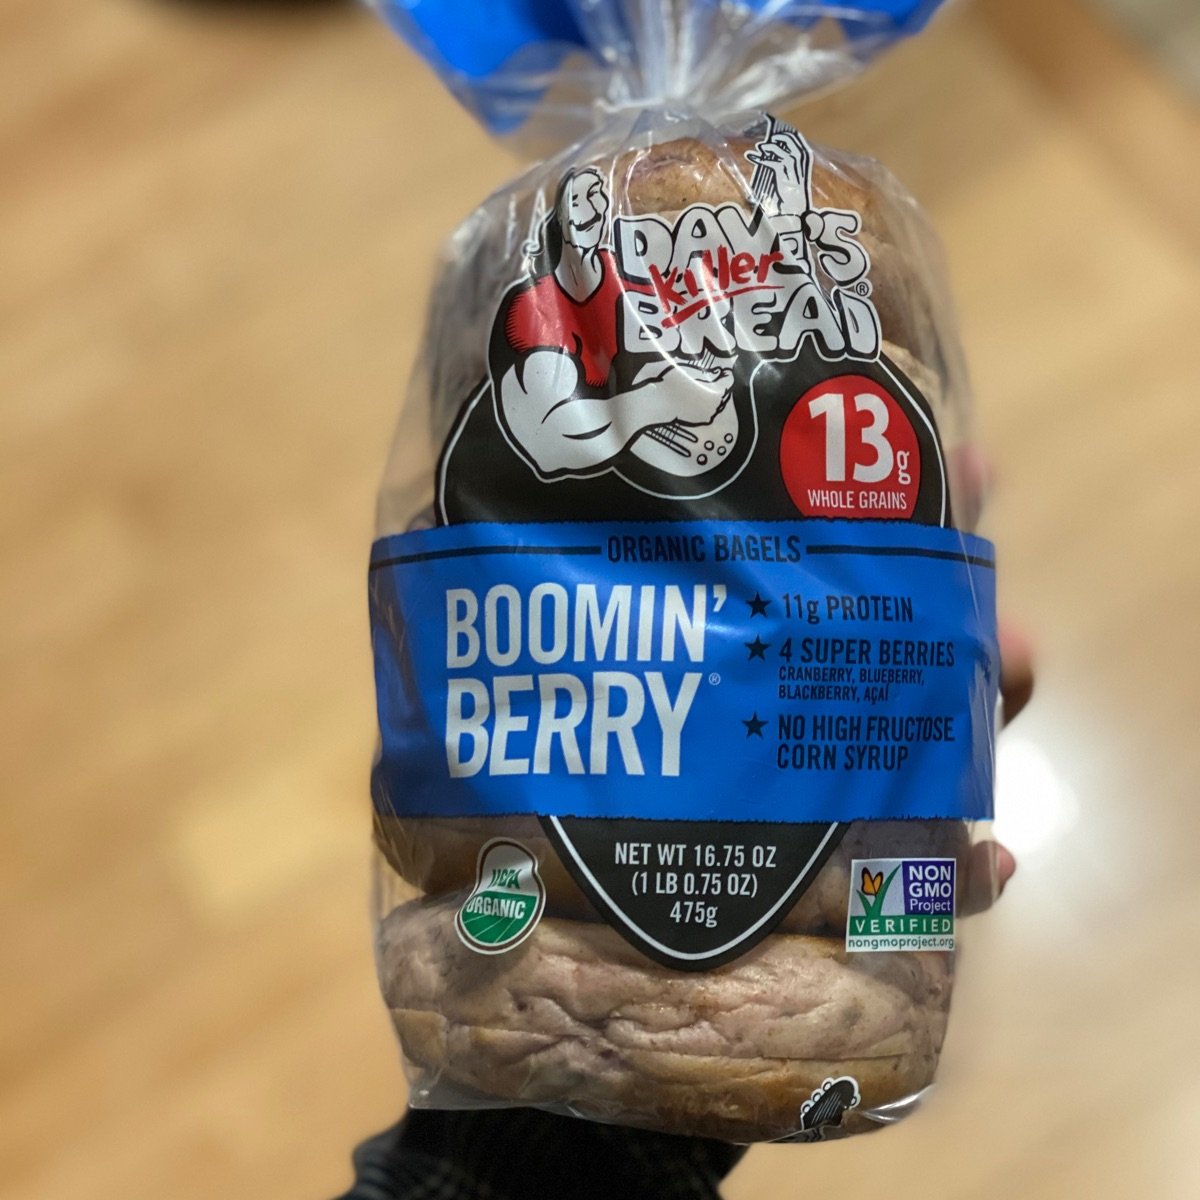 DAVE'S
Killer
BREAD®
13g
WHOLE GRAINS
ORGANIC BAGELS
BOOMIN'
BERRY®
★ 11g PROTEIN
★ 4 SUPER BERRIES
CRANBERRY, BLUEBERRY,
BLACKBERRY, AÇAÍ
★ NO HIGH FRUCTOSE
CORN SYRUP
NET WT 16.75 OZ
(1 LB 0.75 OZ)
475g
USDA
ORGANIC
NON
GMO
Project
VERIFIED
nongmoproject.org